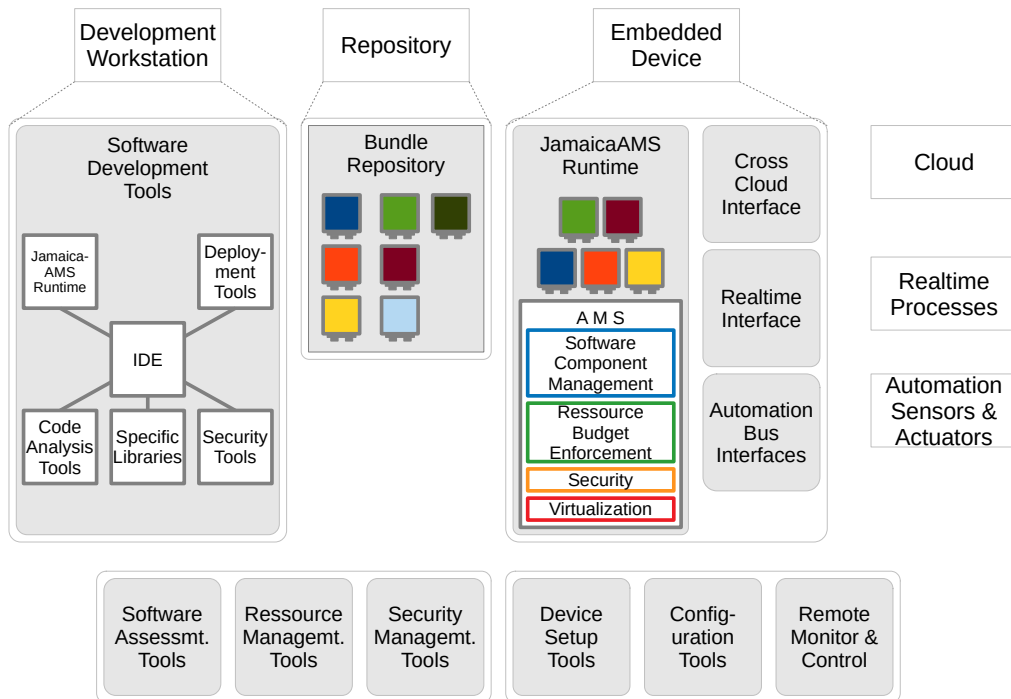 Development
Workstation
Repository
Embedded
Device
Software
Development
Tools
Jamaica-
AMS
Runtime
Deploy-
ment
Tools
IDE
Code
Analysis
Tools
Specific
Libraries
Security
Tools
Bundle
Repository
JamaicaAMS
Runtime
A M S
Software
Component
Management
Ressource
Budget
Enforcement
Security
Virtualization
Cross
Cloud
Interface
Realtime
Interface
Automation
Bus
Interfaces
Cloud
Realtime
Processes
Automation
Sensors &
Actuators
Software
Assessmt.
Tools
Ressource
Managemt.
Tools
Security
Managemt.
Tools
Device
Setup
Tools
Config-
uration
Tools
Remote
Monitor &
Control